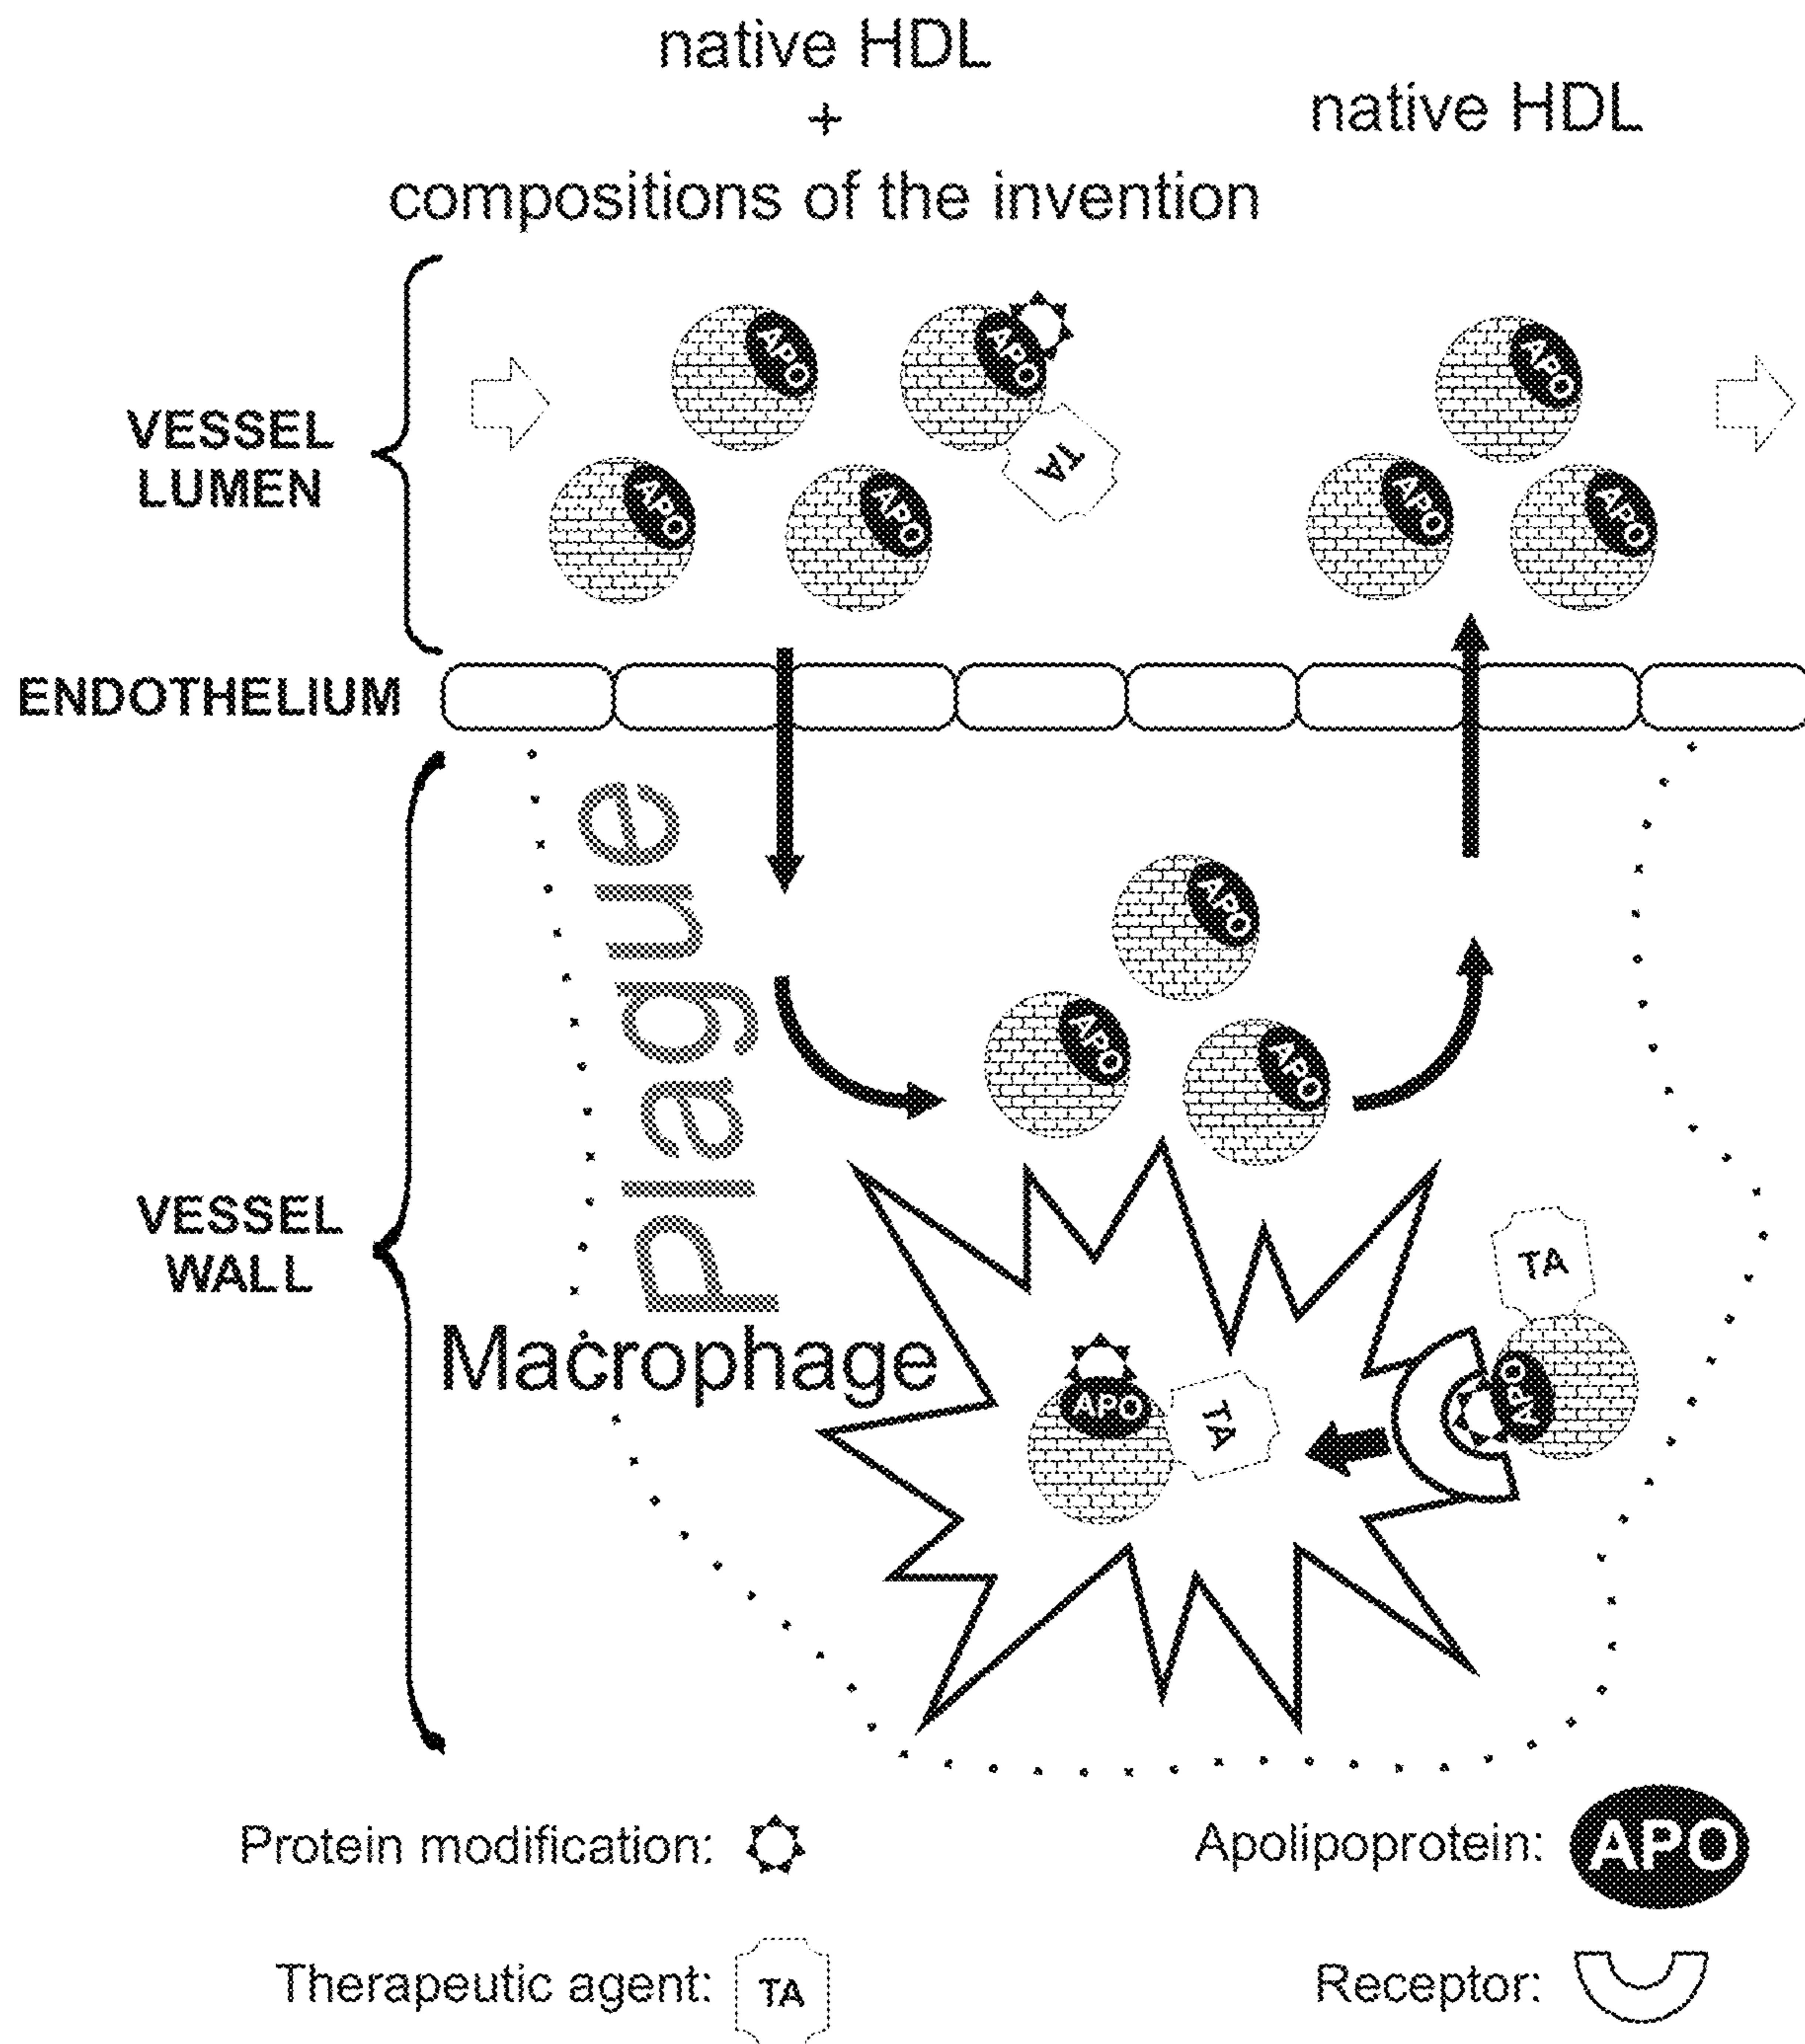 native HDL
+
compositions of the invention
native HDL
APO
APO
TA
APO
APO
APO
APO
APO
VESSEL
LUMEN
ENDOTHELIUM
Plaque
APO
APO
APO
VESSEL
WALL
TA
Macrophage
APO
TA
APO
Protein modification:
Apolipoprotein: APO
Therapeutic agent: TA
Receptor: